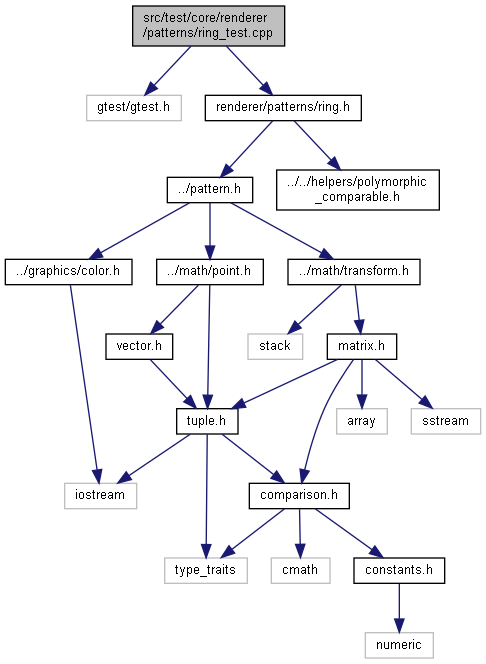 src/test/core/renderer
/patterns/ring_test.cpp
gtest/gtest.h
renderer/patterns/ring.h
../pattern.h
../../helpers/polymorphic
_comparable.h
../graphics/color.h
../math/point.h
../math/transform.h
vector.h
stack
matrix.h
tuple.h
array
sstream
iostream
comparison.h
type_traits
cmath
constants.h
numeric